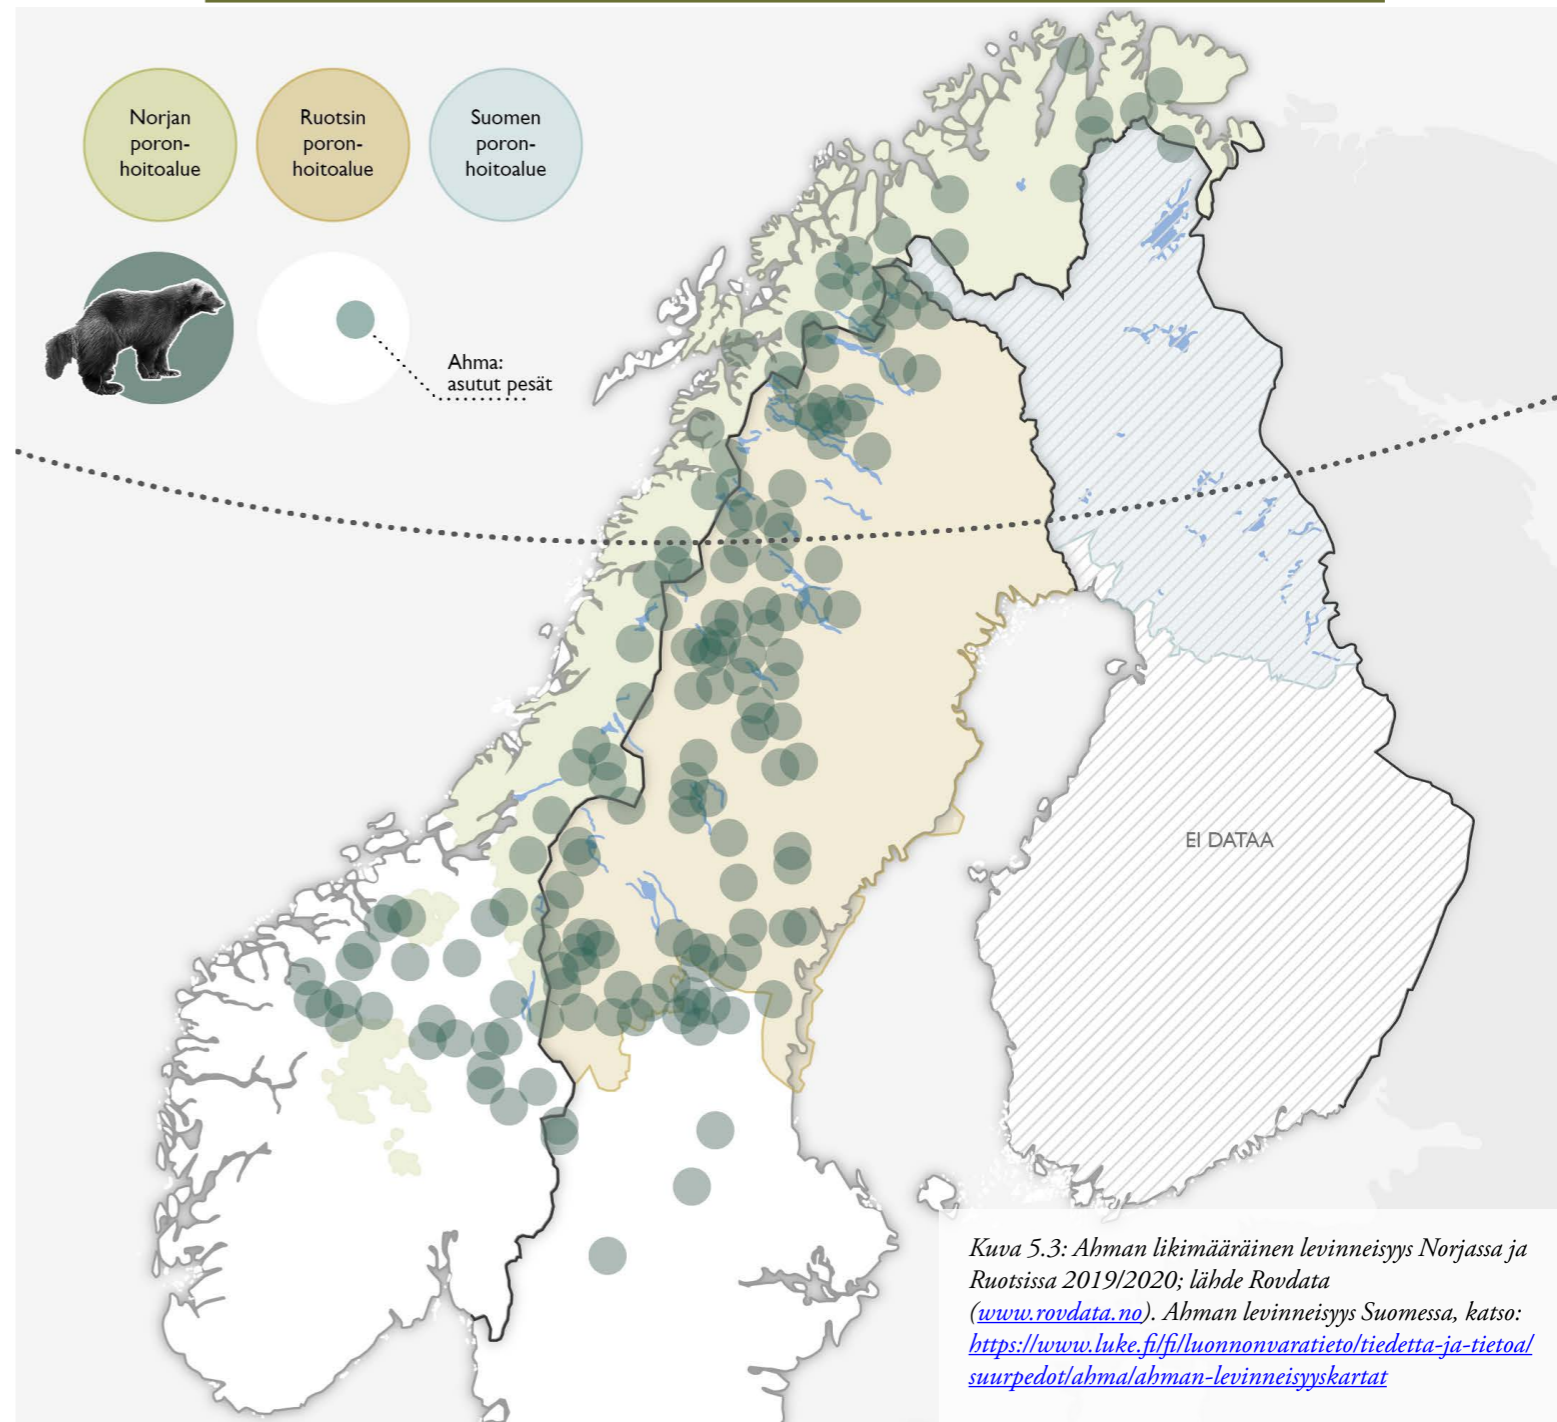 Norjan
poron-
hoitoalue
Ruotsin
poron-
hoitoalue
Suomen
poron-
hoitoalue
Ahma:
asutut pesät
EI DATAA
Kuva 5.3: Ahman likimääräinen levinneisyys Norjassa ja
Ruotsissa 2019/2020; lähde Rovdata
(www.rovdata.no). Ahman levinneisyys Suomessa, katso:
https://www.luke.fi/fi/luonnonvaratieto/tiedetta-ja-tietoa/
suurpedot/ahma/ahman-levinneisyyskartat